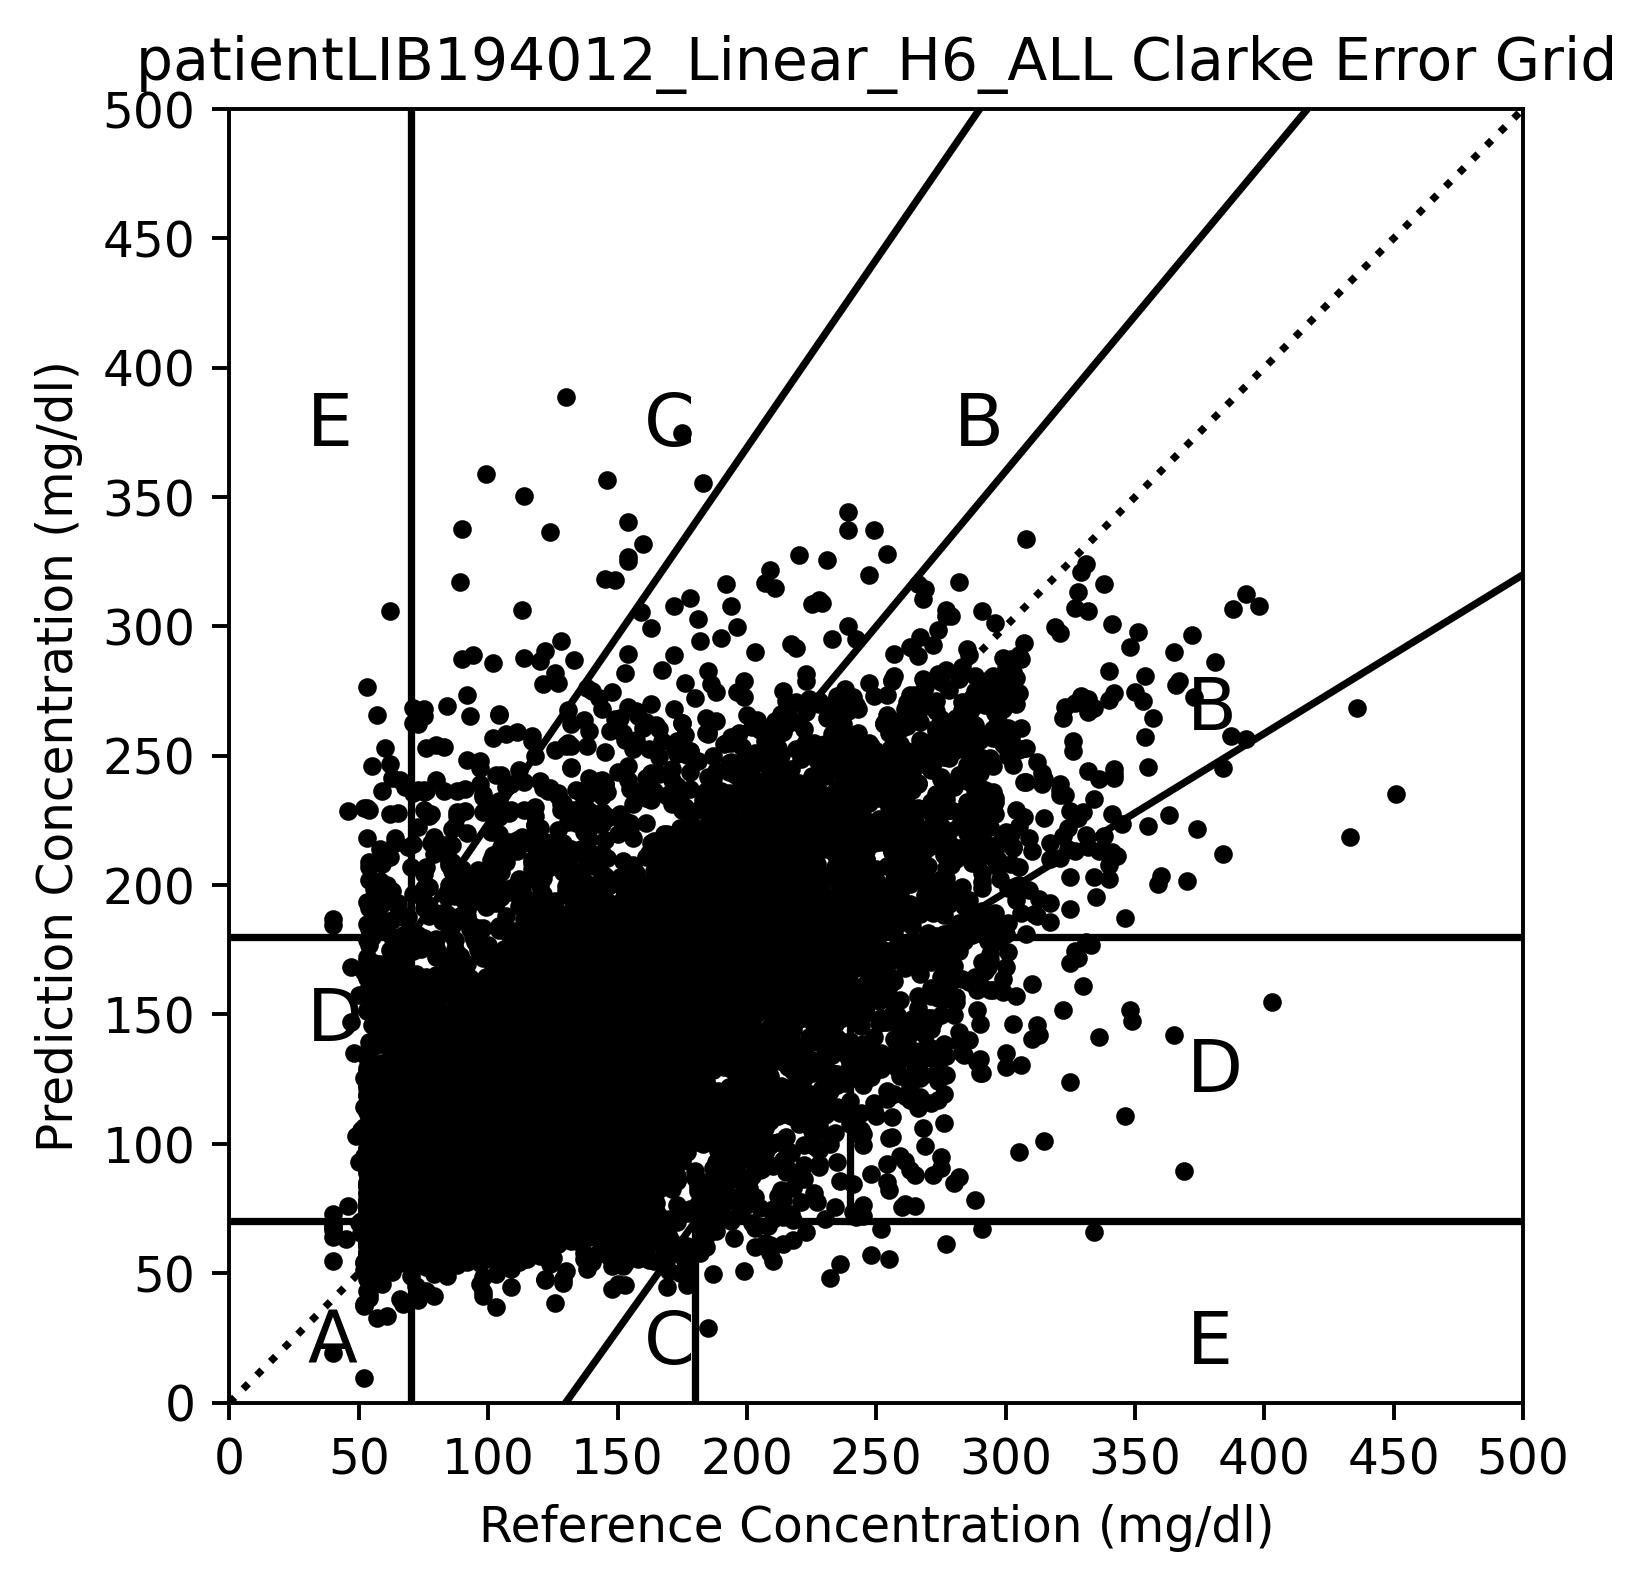 patientLIB194012_Linear_H6_ALL Clarke Error Grid
500
450
400
350
300
250
200
150
100
50
0
Prediction Concentration (mg/dl)
E
C
B
B
D
D
A
C
E
0 50 100 150 200 250 300 350 400 450 500
Reference Concentration (mg/dl)